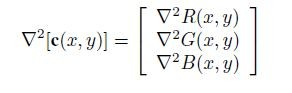 ∇²R(x, y)
∇²[c(x, y)] = ∇²G(x, y)
∇²B(x, y)